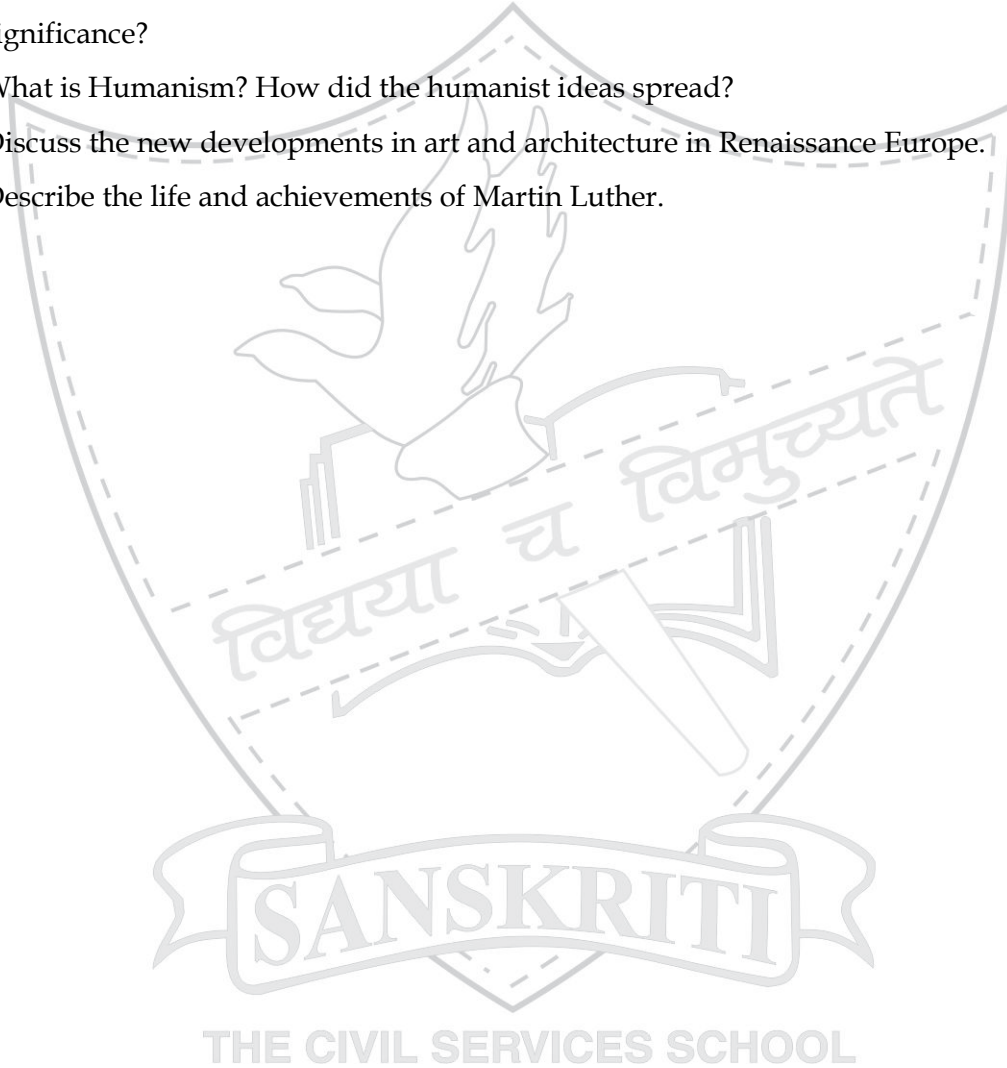 ignificance?
What is Humanism? How did the humanist ideas spread?
Discuss the new developments in art and architecture in Renaissance Europe.
Describe the life and achievements of Martin Luther.
विद्यया च विमुच्यते
SANSKRITI
THE CIVIL SERVICES SCHOOL